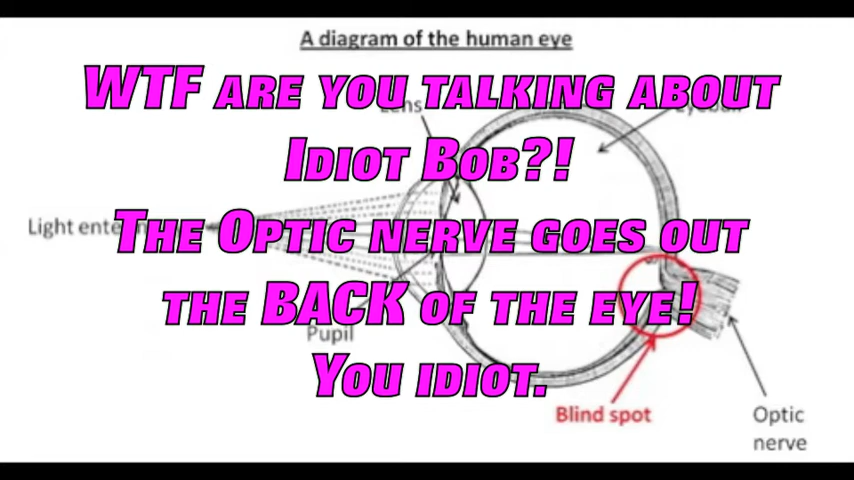 A diagram of the human eye
WTF are you talking about
Lens
Idiot Bob?!
Light
The Optic nerve goes out
the BACK of the eye!
Pupil
You idiot.
Blind spot
Optic
nerve